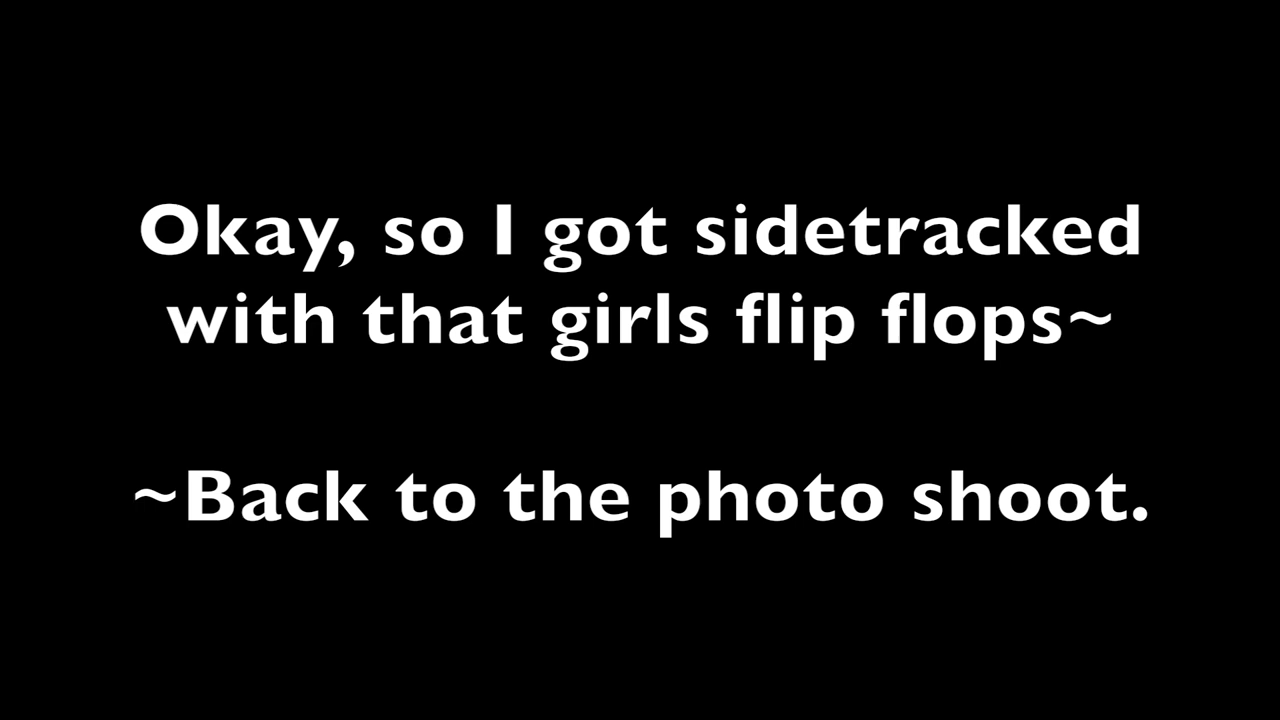 Okay, so I got sidetracked
with that girls flip flops~
~Back to the photo shoot.